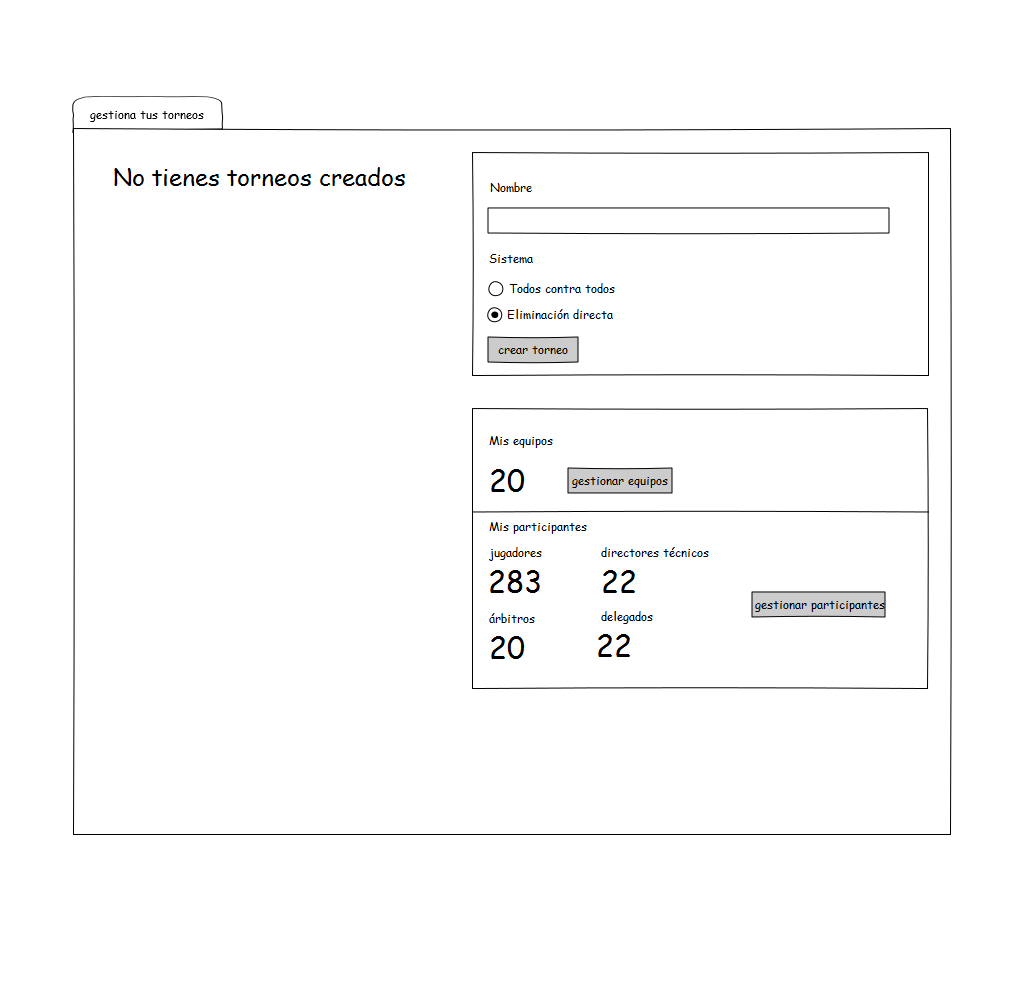 gestiona tus torneos
No tienes torneos creados
Nombre
Sistema
Todos contra todos
Eliminación directa
crear torneo
Mis equipos
20 gestionar equipos
Mis participantes
jugadores directores técnicos
283 22
gestionar participantes
árbitros delegados
20 22